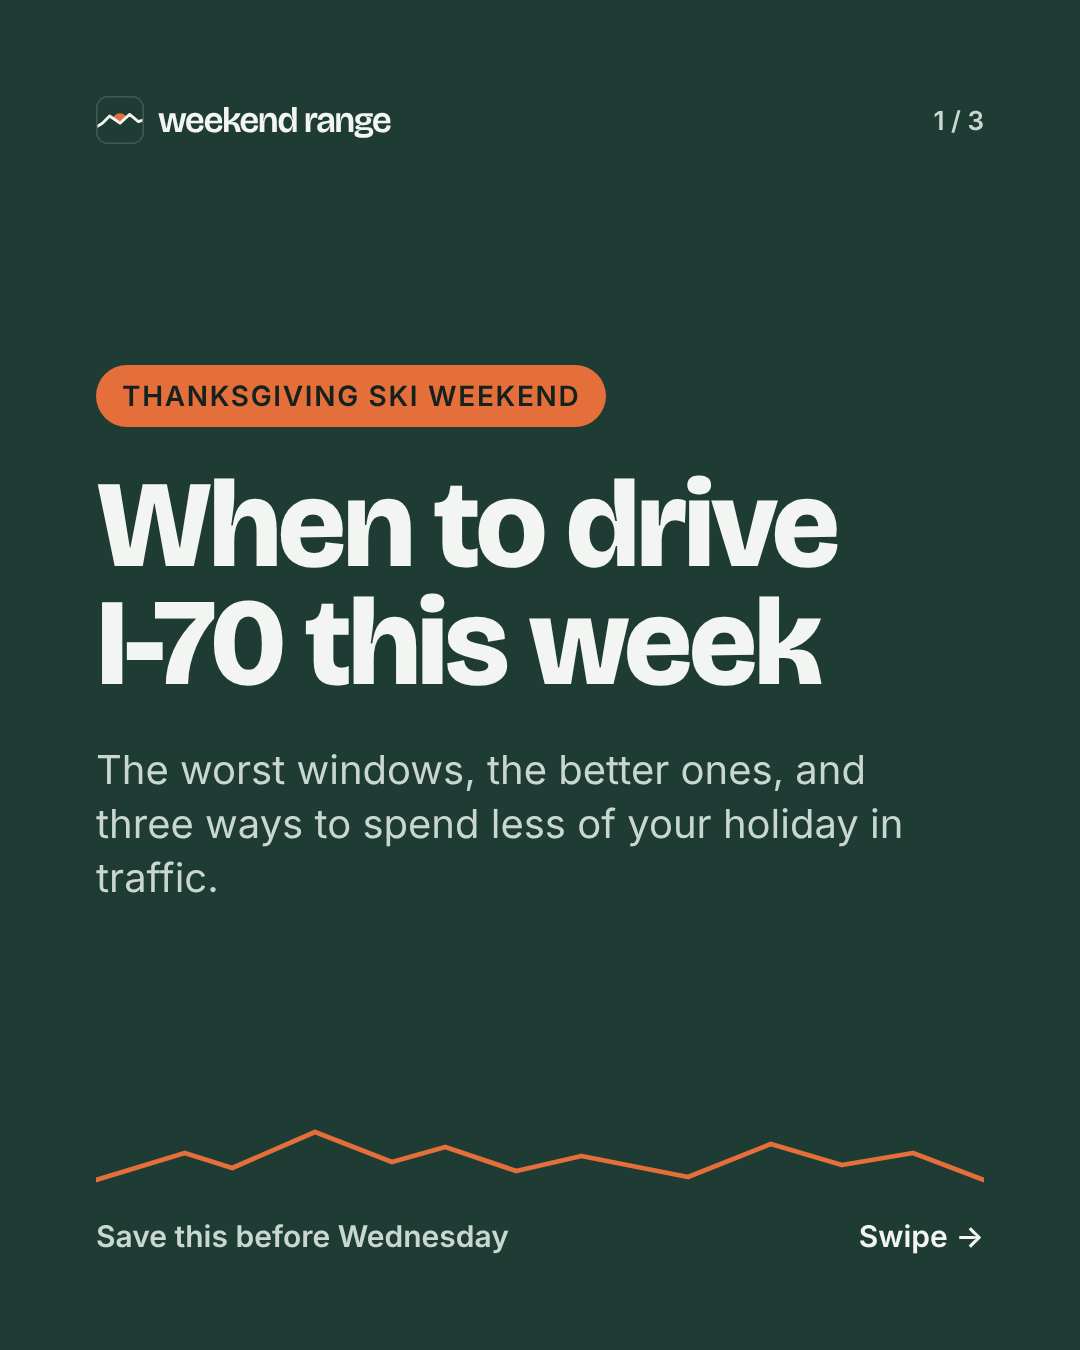 weekend range
1 / 3
THANKSGIVING SKI WEEKEND
When to drive
I-70 this week
The worst windows, the better ones, and
three ways to spend less of your holiday in
traffic.
Save this before Wednesday
Swipe →